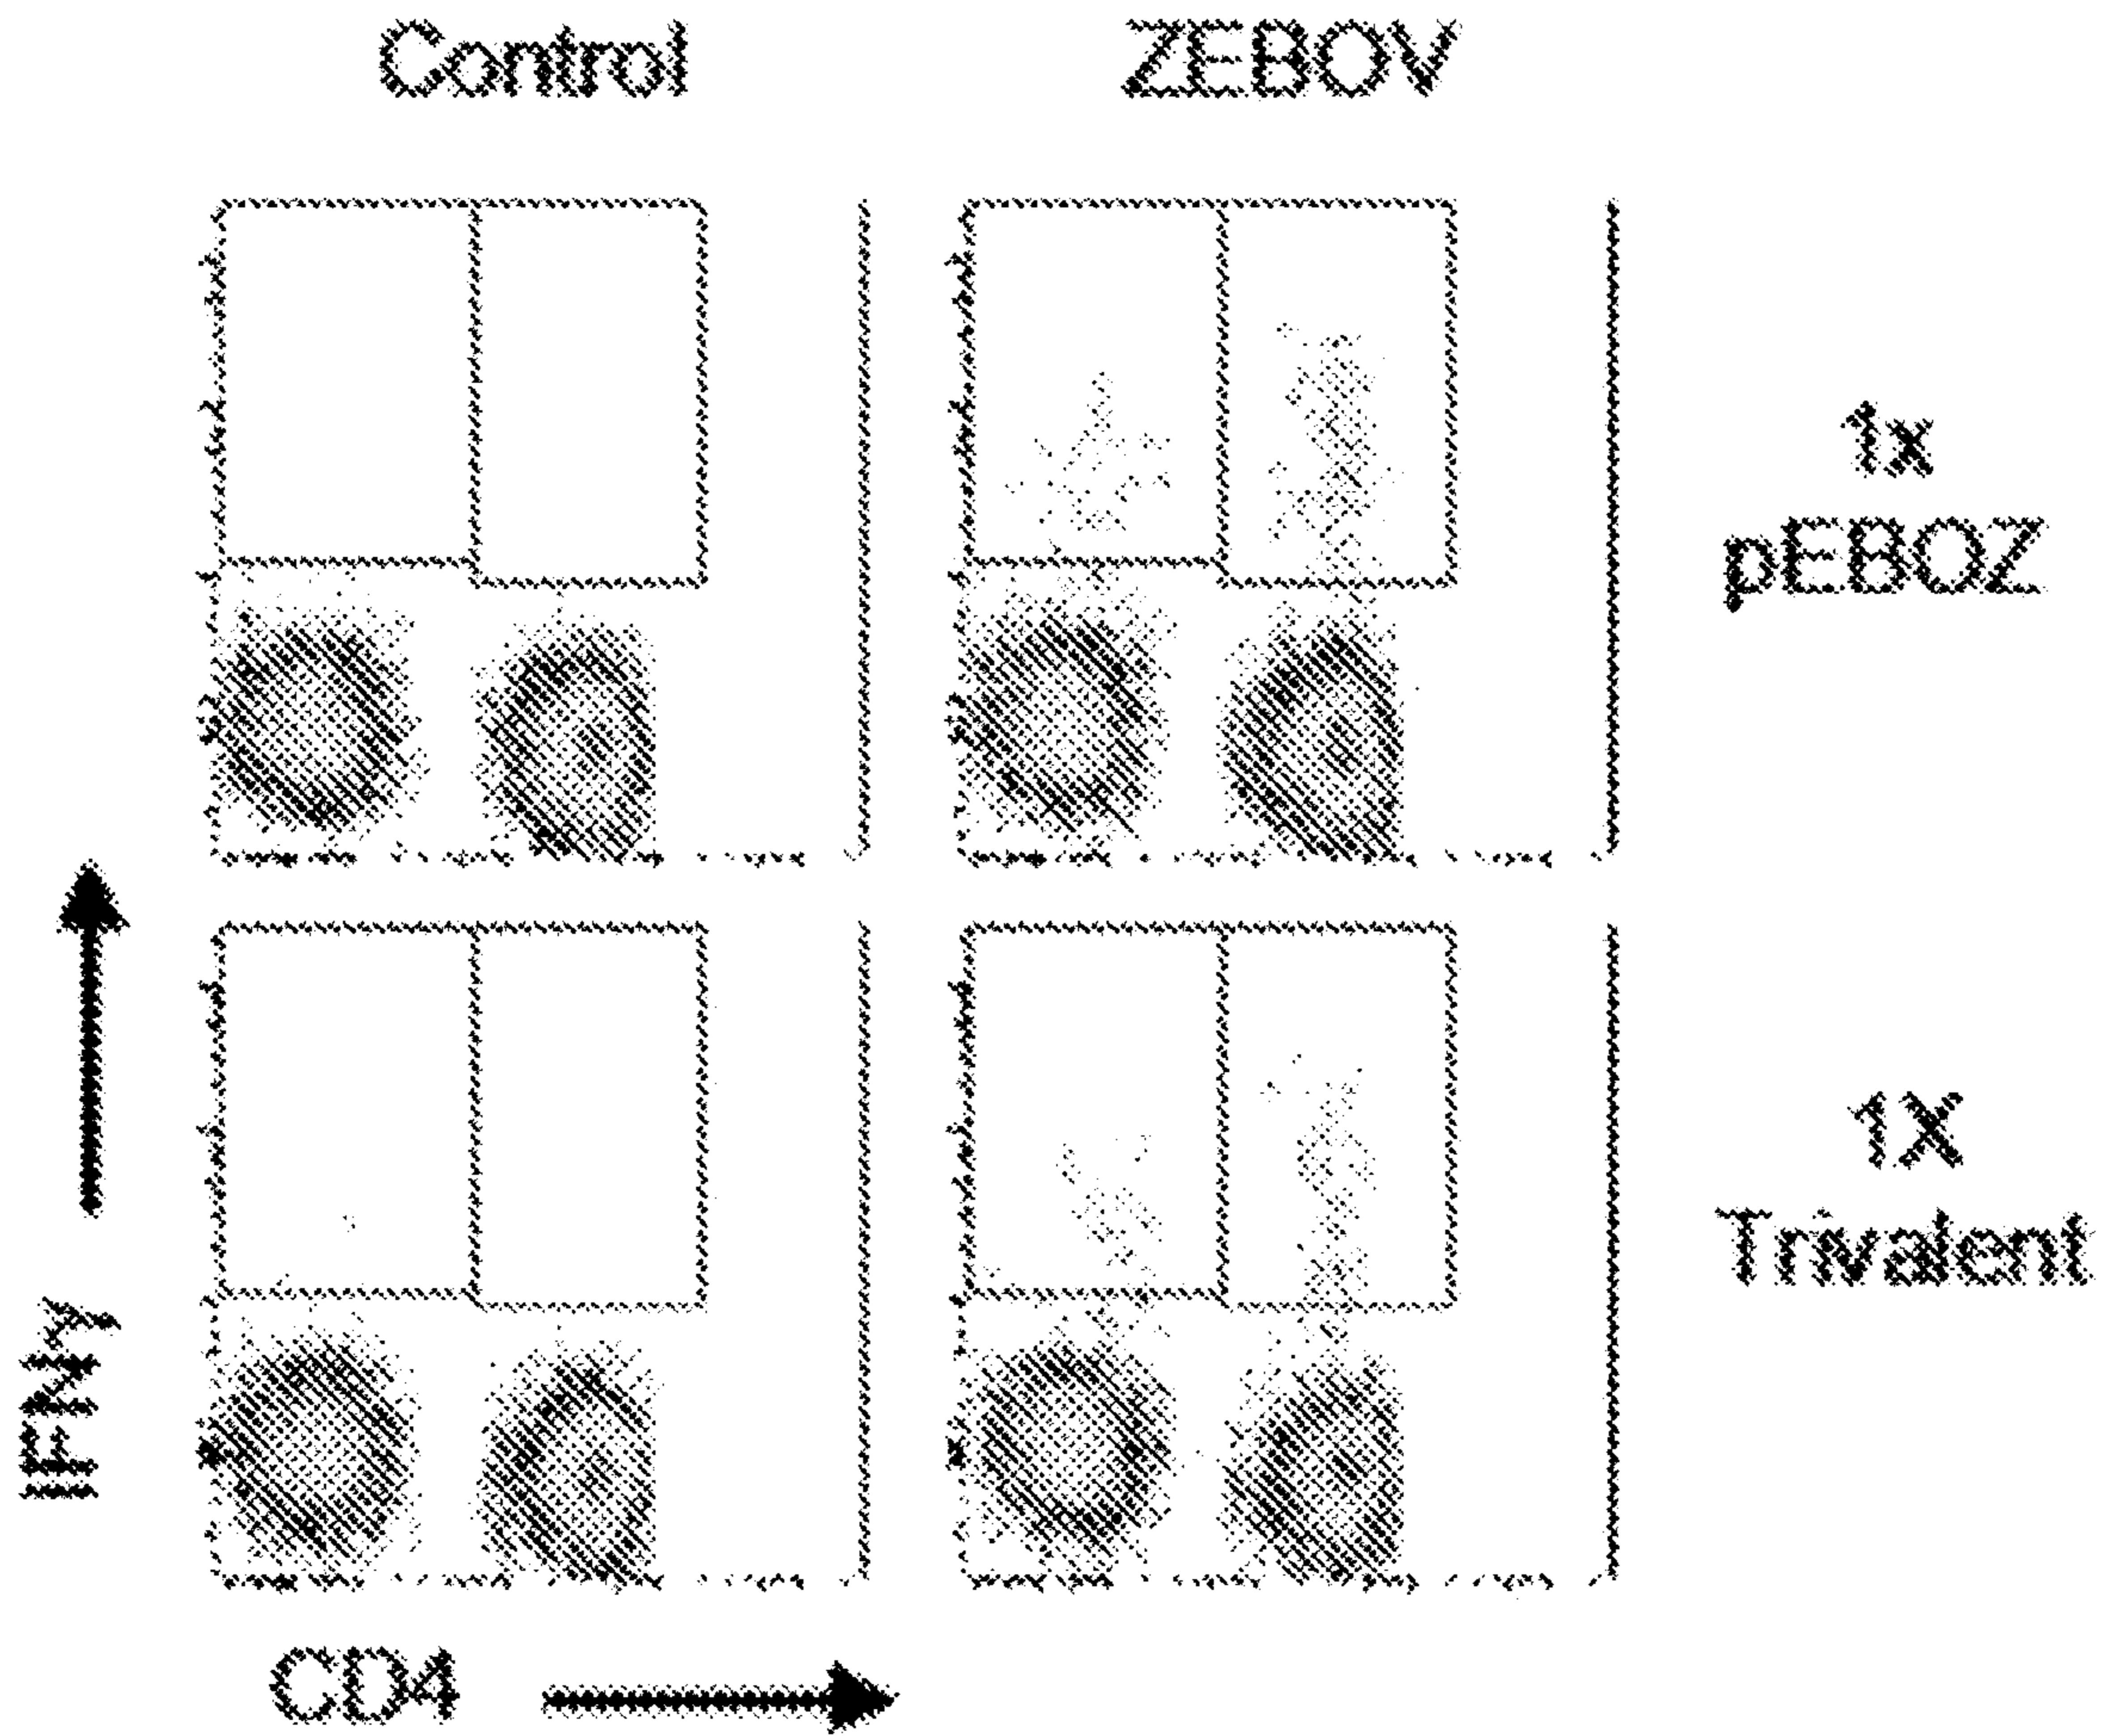 Control
ZEBOV
1x
pEBOZ
1X
Trivalent
IFNγ
CD4